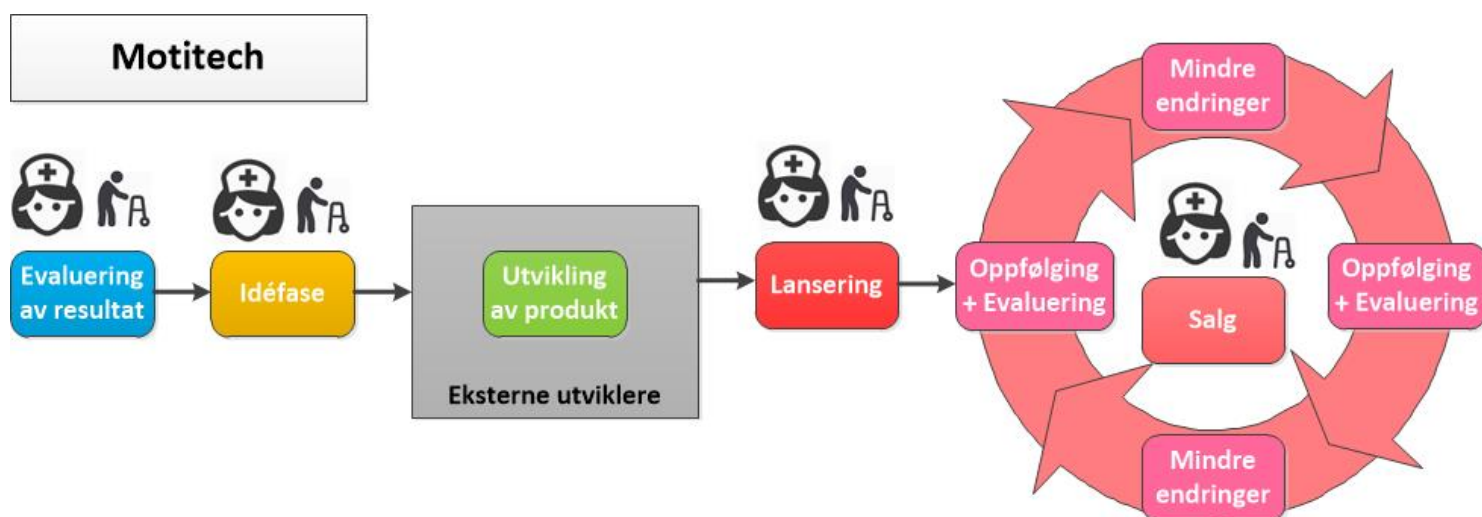 Motitech
Evaluering
av resultat
Idéfase
Utvikling
av produkt
Eksterne utviklere
Lansering
Mindre
endringer
Oppfølging
+ Evaluering
Salg
Oppfølging
+ Evaluering
Mindre
endringer